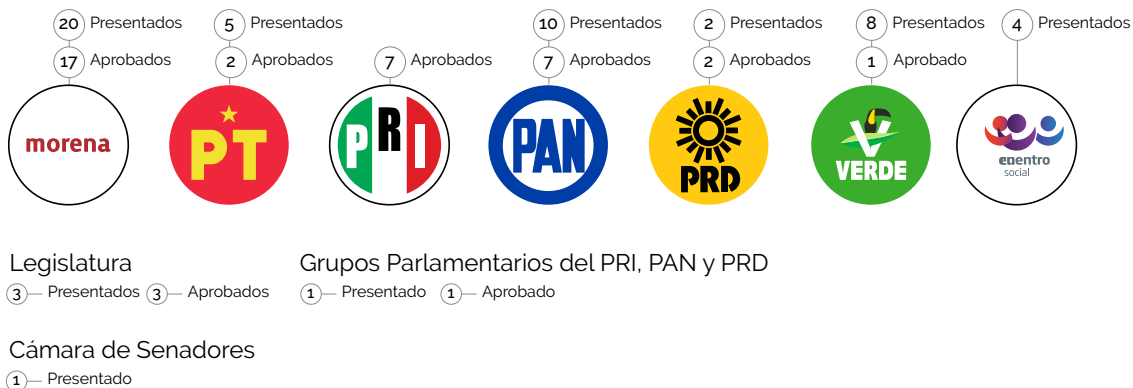 20 Presentados 5 Presentados 10 Presentados 2 Presentados 8 Presentados 4 Presentados
17 Aprobados 2 Aprobados 7 Aprobados 7 Aprobados 2 Aprobados 1 Aprobado
morena PT PRI PAN PRD VERDE encuentro
social
Legislatura Grupos Parlamentarios del PRI, PAN y PRD
3 Presentados 3 Aprobados 1 Presentado 1 Aprobado
Cámara de Senadores
1 Presentado